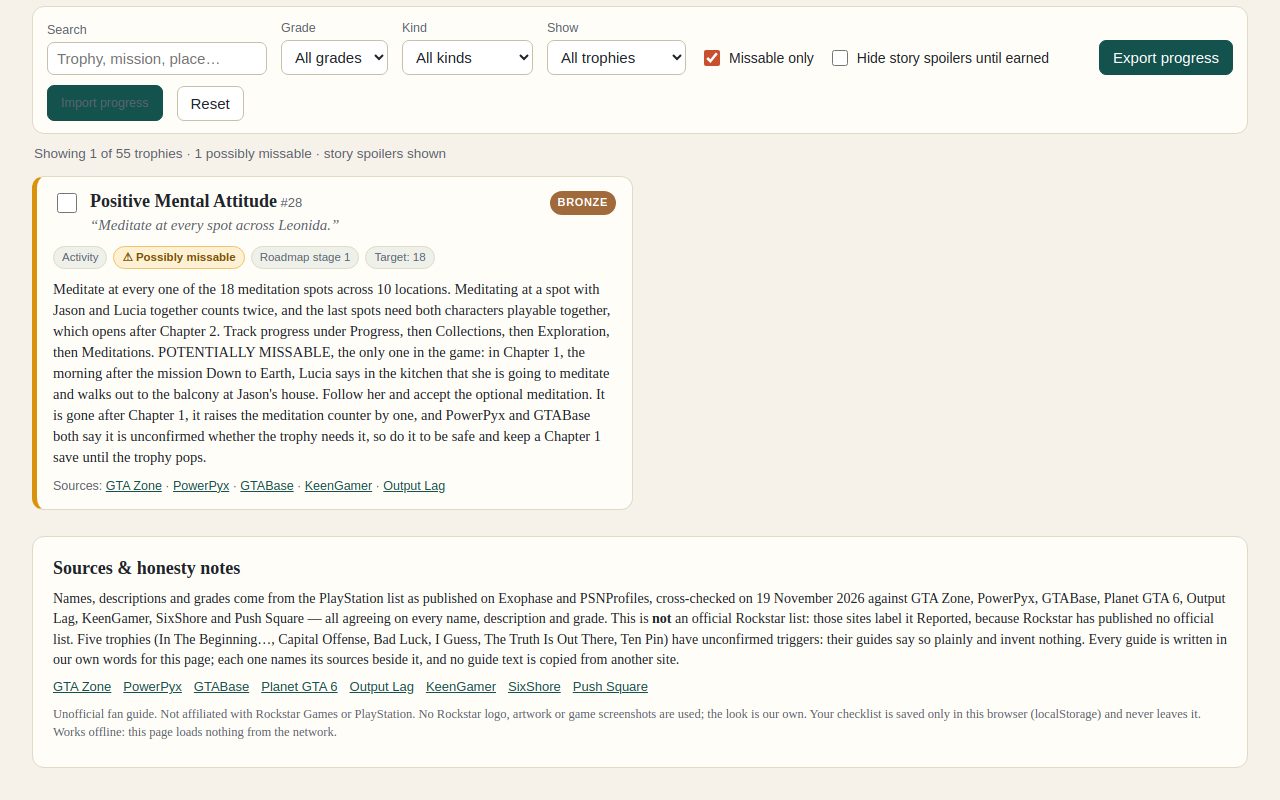 Search
Grade
Kind
Show
Trophy, mission, place…
All grades
All kinds
All trophies
Missable only
Hide story spoilers until earned
Export progress
Import progress
Reset
Showing 1 of 55 trophies · 1 possibly missable · story spoilers shown
Positive Mental Attitude #28
BRONZE
“Meditate at every spot across Leonida.”
Activity
⚠ Possibly missable
Roadmap stage 1
Target: 18
Meditate at every one of the 18 meditation spots across 10 locations. Meditating at a spot with
Jason and Lucia together counts twice, and the last spots need both characters playable together,
which opens after Chapter 2. Track progress under Progress, then Collections, then Exploration,
then Meditations. POTENTIALLY MISSABLE, the only one in the game: in Chapter 1, the
morning after the mission Down to Earth, Lucia says in the kitchen that she is going to meditate
and walks out to the balcony at Jason's house. Follow her and accept the optional meditation. It
is gone after Chapter 1, it raises the meditation counter by one, and PowerPyx and GTABase
both say it is unconfirmed whether the trophy needs it, so do it to be safe and keep a Chapter 1
save until the trophy pops.
Sources: GTA Zone · PowerPyx · GTABase · KeenGamer · Output Lag
Sources & honesty notes
Names, descriptions and grades come from the PlayStation list as published on Exophase and PSNProfiles, cross-checked on 19 November 2026 against GTA Zone, PowerPyx, GTABase, Planet GTA 6, Output
Lag, KeenGamer, SixShore and Push Square — all agreeing on every name, description and grade. This is not an official Rockstar list: those sites label it Reported, because Rockstar has published no official
list. Five trophies (In The Beginning…, Capital Offense, Bad Luck, I Guess, The Truth Is Out There, Ten Pin) have unconfirmed triggers: their guides say so plainly and invent nothing. Every guide is written in
our own words for this page; each one names its sources beside it, and no guide text is copied from another site.
GTA Zone PowerPyx GTABase Planet GTA 6 Output Lag KeenGamer SixShore Push Square
Unofficial fan guide. Not affiliated with Rockstar Games or PlayStation. No Rockstar logo, artwork or game screenshots are used; the look is our own. Your checklist is saved only in this browser (localStorage) and never leaves it.
Works offline: this page loads nothing from the network.